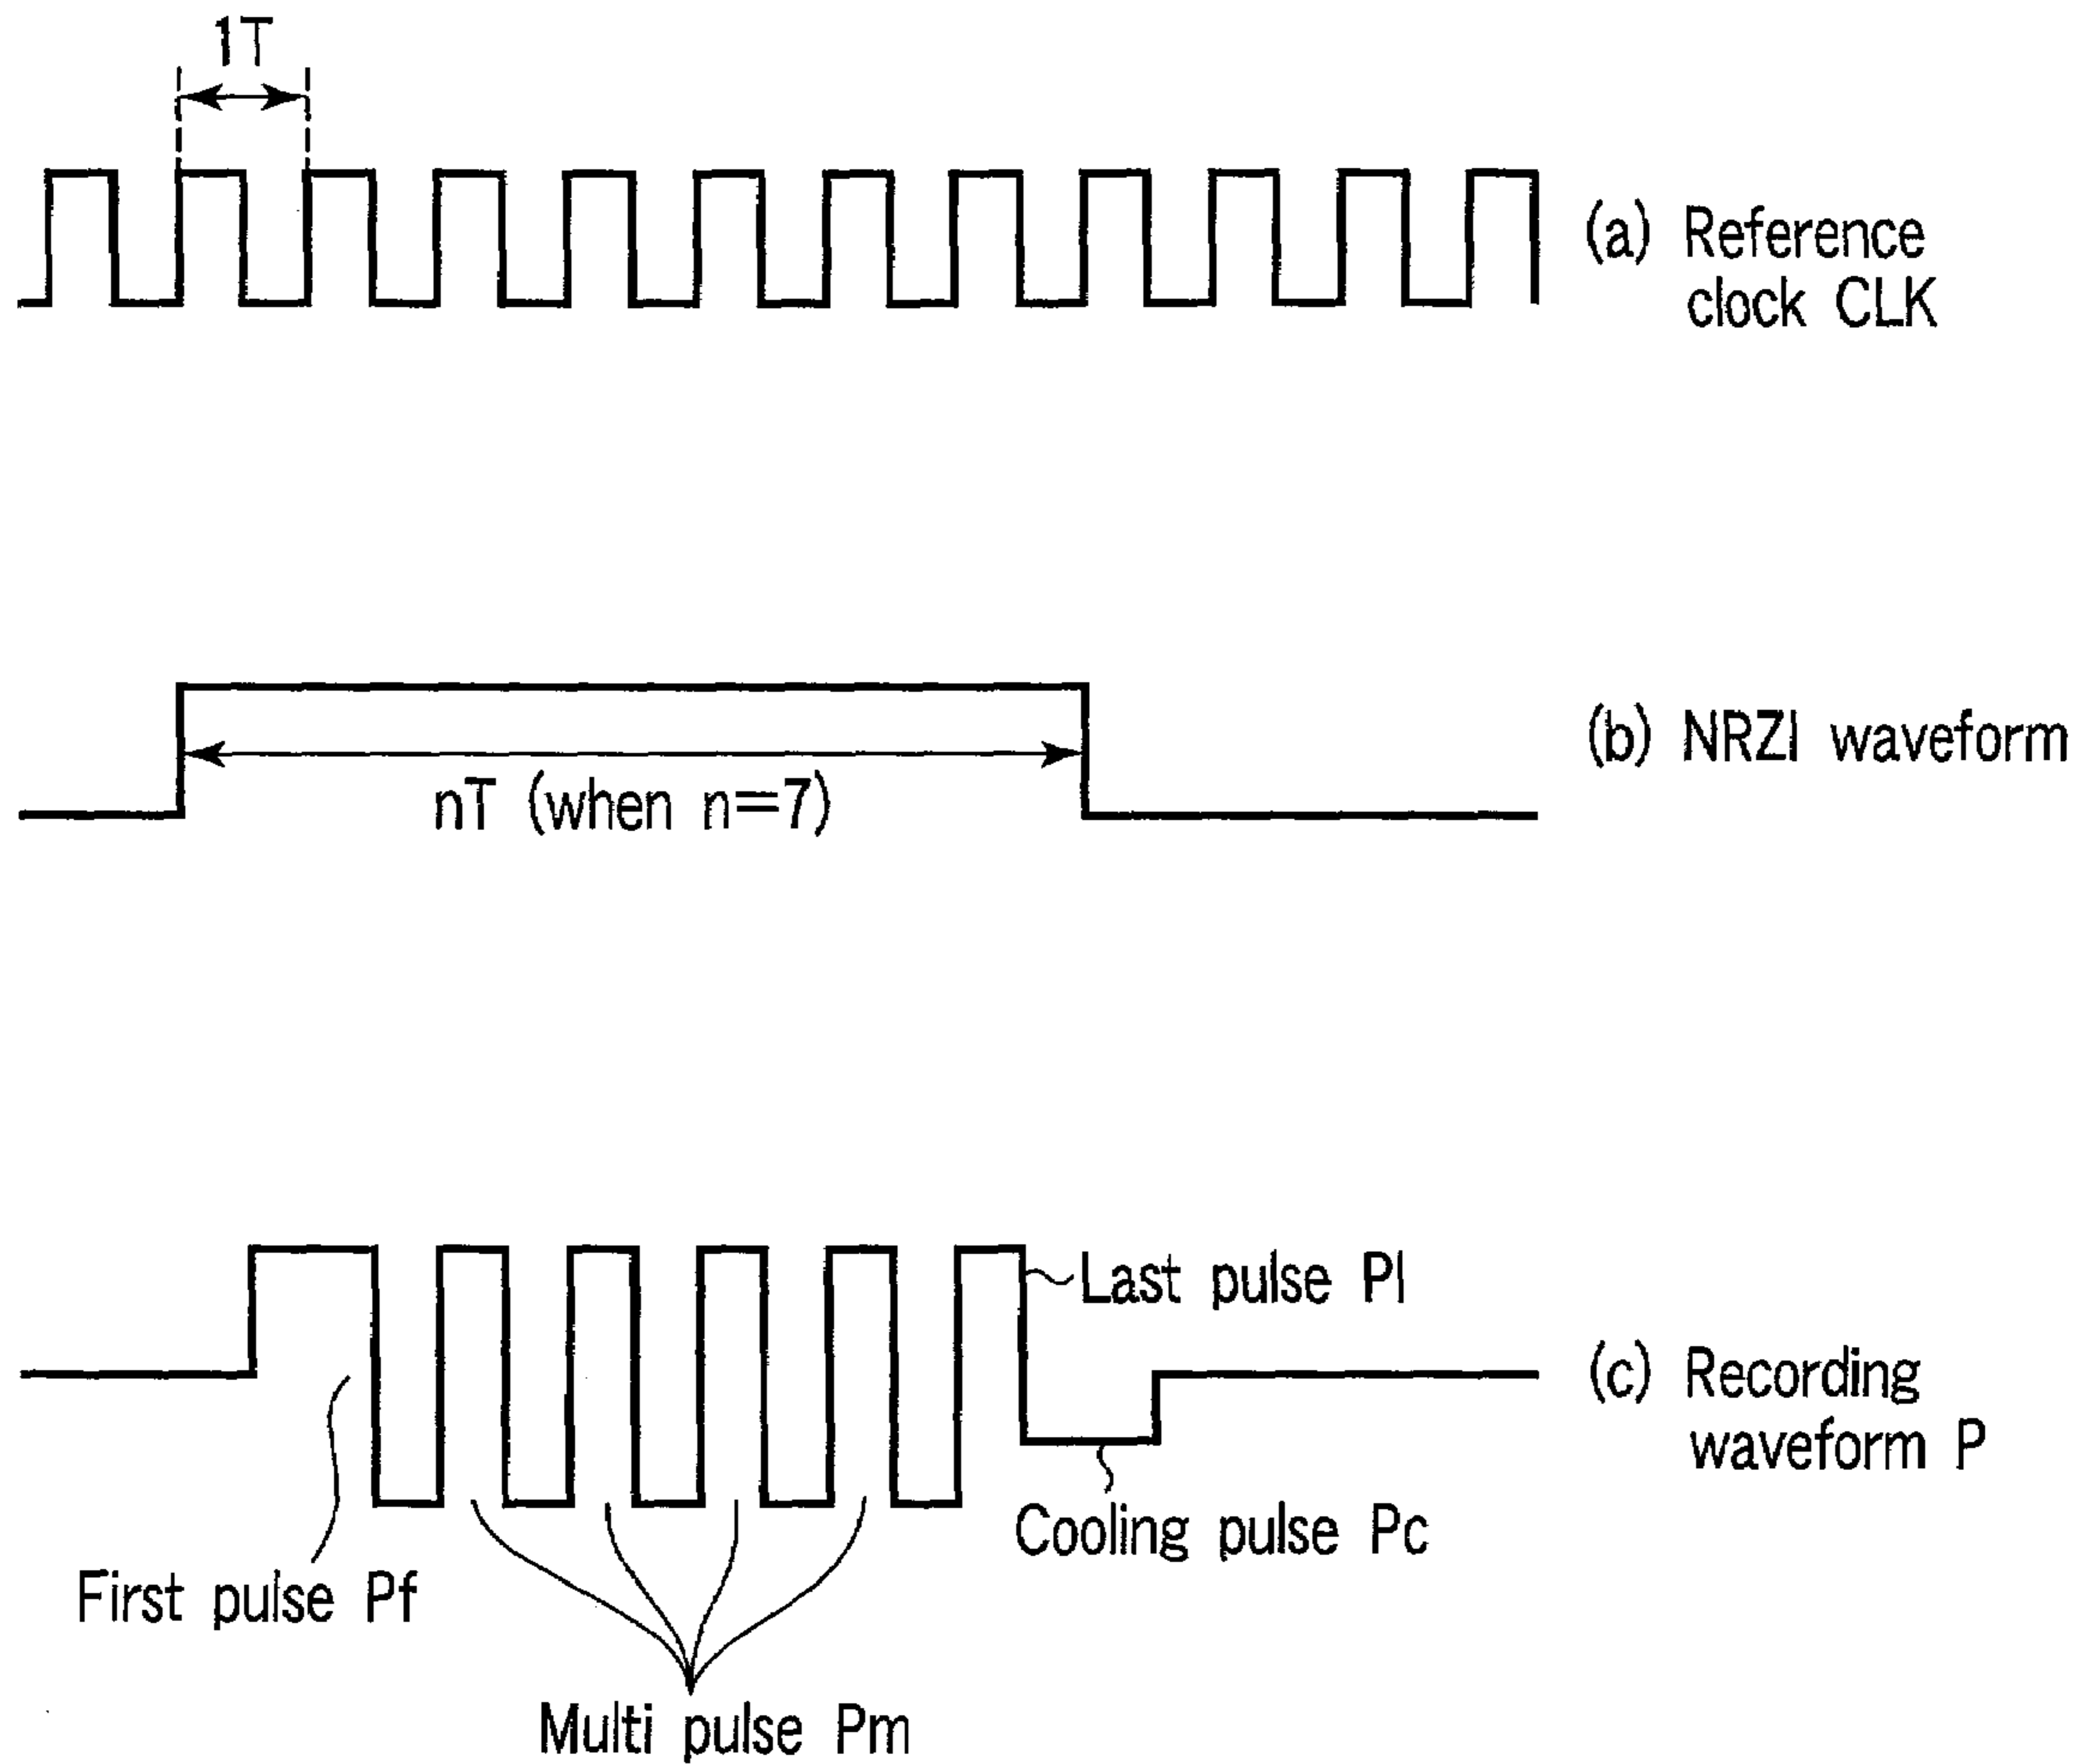 1T
(a) Reference
clock CLK
(b) NRZI waveform
nT (when n=7)
Last pulse Pl
(c) Recording
waveform P
Cooling pulse Pc
First pulse Pf
Multi pulse Pm